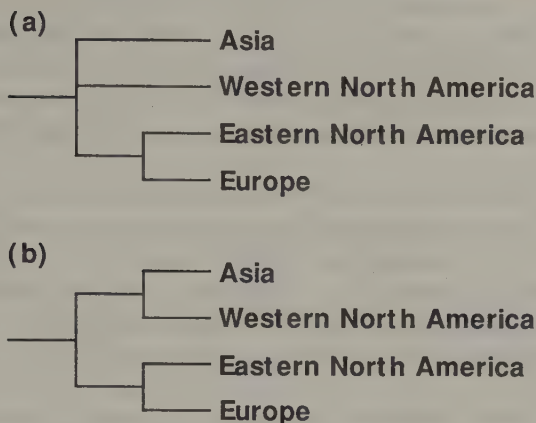 (a)
Asia
Western North America
Eastern North America
Europe
(b)
Asia
Western North America
Eastern North America
Europe